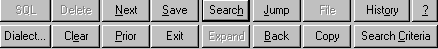 SQL Delete Next Save Search Jump File History ?
Dialect... Clear Prior Exit Expand Back Copy Search Criteria